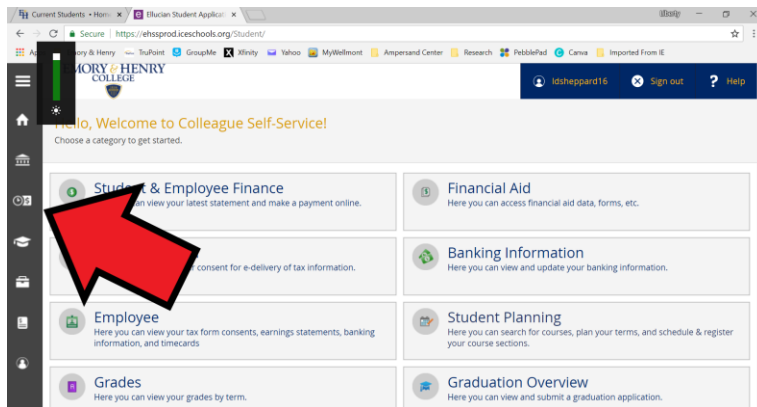 Current Students • Hom
Ellucian Student Applicati
liberty
Secure
https://ehssprod.iceschools.org/Student/
ory & Henry
TruPoint
GroupMe
Xfinity
Yahoo
MyWellmont
Ampersand Center
Research
PebblePad
Canva
Imported From IE
MORY & HENRY
COLLEGE
ldsheppard16
Sign out
? Help
ello, Welcome to Colleague Self-Service!
Choose a category to get started.
Student & Employee Finance
can view your latest statement and make a payment online.
Financial Aid
Here you can access financial aid data, forms, etc.
consent for e-delivery of tax information.
Banking Information
Here you can view and update your banking information.
Employee
Here you can view your tax form consents, earnings statements, banking
information, and timecards
Student Planning
Here you can search for courses, plan your terms, and schedule & register
your course sections.
Grades
Here you can view your grades by term.
Graduation Overview
Here you can view and submit a graduation application.